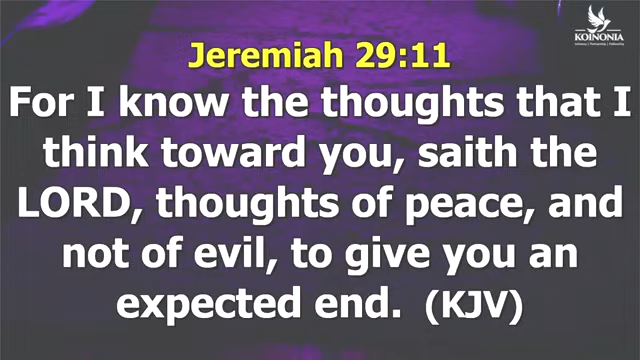 KOINONIA
Jeremiah 29:11
For I know the thoughts that I
think toward you, saith the
LORD, thoughts of peace, and
not of evil, to give you an
expected end. (KJV)